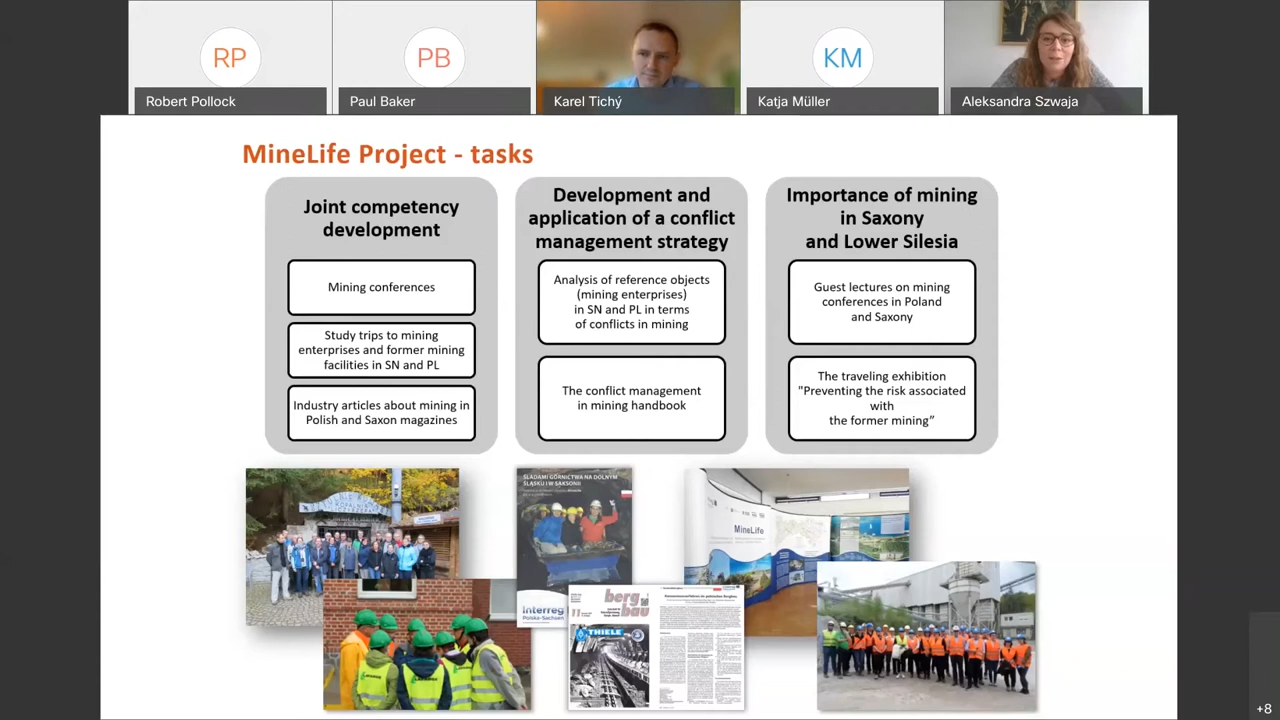 RP
PB
KM
Robert Pollock
Paul Baker
Karel Tichý
Katja Müller
Aleksandra Szwaja
MineLife Project - tasks
Joint competency
development
Mining conferences
Study trips to mining
enterprises and former mining
facilities in SN and PL
Industry articles about mining in
Polish and Saxon magazines
Development and
application of a conflict
management strategy
Analysis of reference objects
(mining enterprises)
in SN and PL in terms
of conflicts in mining
The conflict management
in mining handbook
Importance of mining
in Saxony
and Lower Silesia
Guest lectures on mining
conferences in Poland
and Saxony
The traveling exhibition
"Preventing the risk associated
with
the former mining”
ŚLADAMI GÓRNICTWA NA DOLNYM
ŚLĄSKU I W SAKSONII
Interreg
Polska-Sachsen
MineLife
11
berg
bau
THIELE
+8